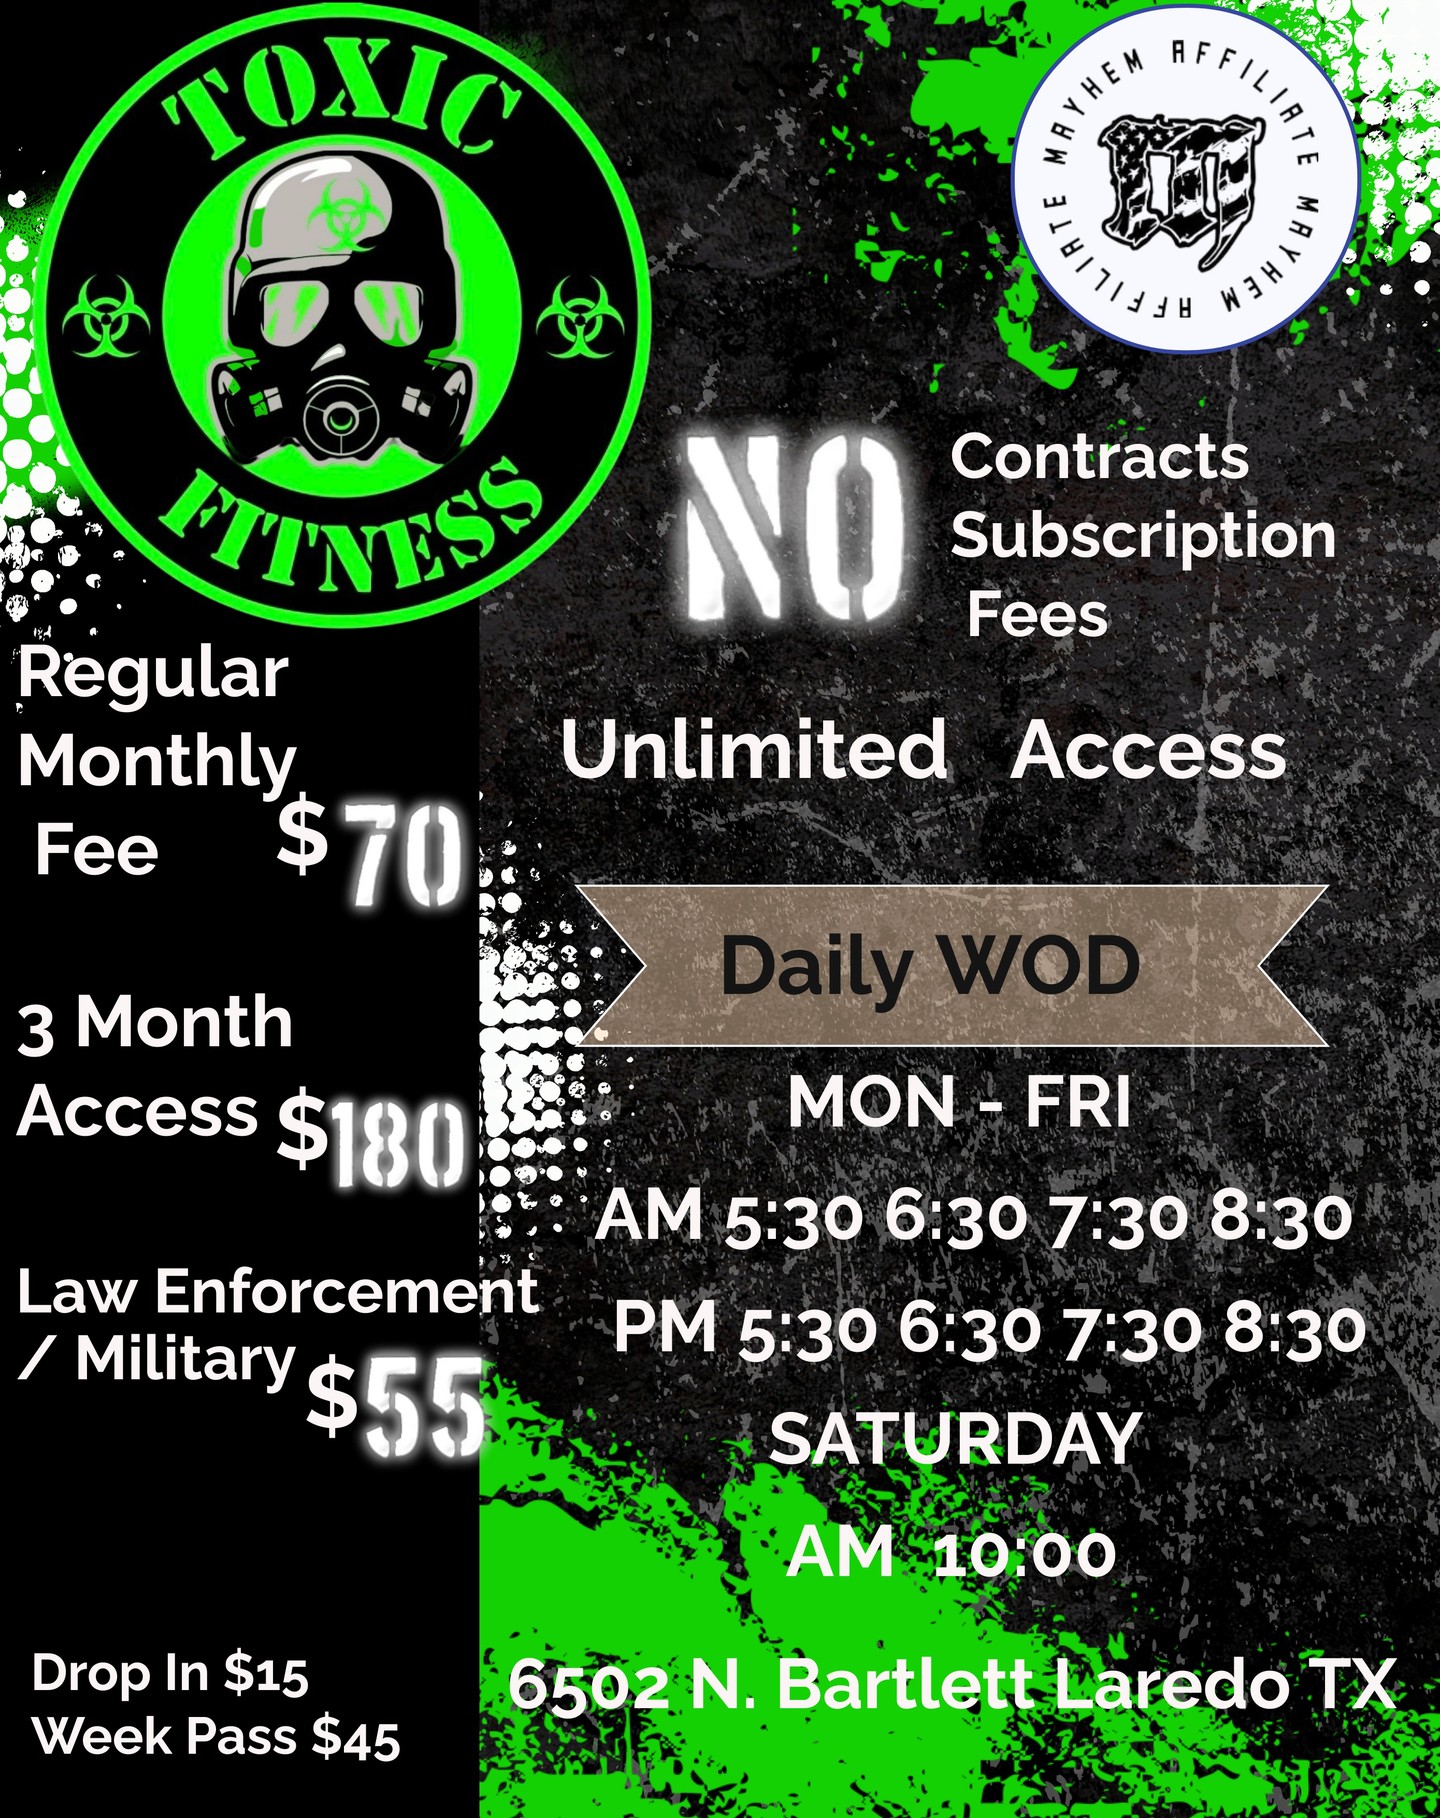 TOXIC
FITNESS
MAYHEM AFFILIATE MAYHEM AFFILIATE
m
NO
Contracts
Subscription
Fees
Unlimited Access
Regular
Monthly
Fee $70
3 Month
Access $180
Law Enforcement
/ Military $55
Drop In $15
Week Pass $45
Daily WOD
MON - FRI
AM 5:30 6:30 7:30 8:30
PM 5:30 6:30 7:30 8:30
SATURDAY
AM 10:00
6502 N. Bartlett Laredo TX